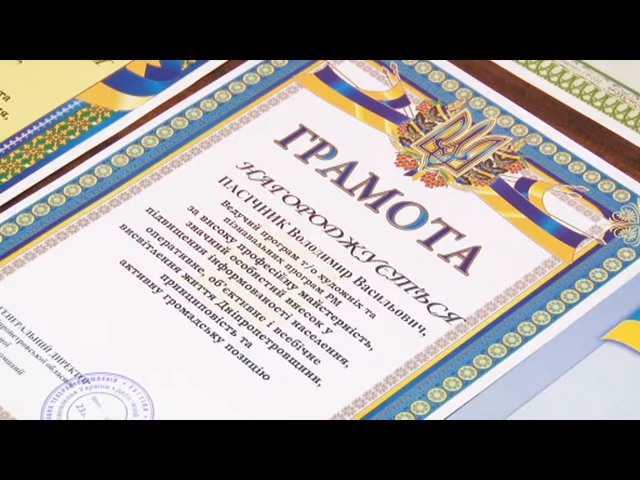 ГРАМОТА
НАГОРОДЖУЄТЬСЯ
ПАСІЧНИК Володимир Васильович,
Ведучий програм т/о художніх та
пізнавальних програм РМ
за високу професійну майстерність,
значний особистий внесок у
підвищення інформованості населення,
оперативне, об'єктивне і всебічне
висвітлення життя Дніпропетровщини,
принциповість та
активну громадську позицію
ГЕНЕРАЛЬНИЙ ДИРЕКТОР